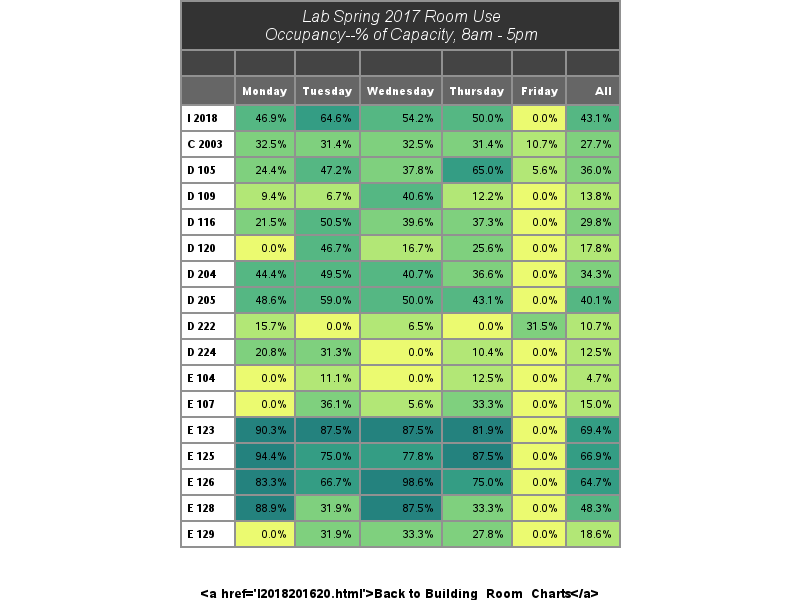 Lab Spring 2017 Room Use
Occupancy--% of Capacity, 8am - 5pm
Monday Tuesday Wednesday Thursday Friday All
I 2018 46.9% 64.6% 54.2% 50.0% 0.0% 43.1%
C 2003 32.5% 31.4% 32.5% 31.4% 10.7% 27.7%
D 105 24.4% 47.2% 37.8% 65.0% 5.6% 36.0%
D 109 9.4% 6.7% 40.6% 12.2% 0.0% 13.8%
D 116 21.5% 50.5% 39.6% 37.3% 0.0% 29.8%
D 120 0.0% 46.7% 16.7% 25.6% 0.0% 17.8%
D 204 44.4% 49.5% 40.7% 36.6% 0.0% 34.3%
D 205 48.6% 59.0% 50.0% 43.1% 0.0% 40.1%
D 222 15.7% 0.0% 6.5% 0.0% 31.5% 10.7%
D 224 20.8% 31.3% 0.0% 10.4% 0.0% 12.5%
E 104 0.0% 11.1% 0.0% 12.5% 0.0% 4.7%
E 107 0.0% 36.1% 5.6% 33.3% 0.0% 15.0%
E 123 90.3% 87.5% 87.5% 81.9% 0.0% 69.4%
E 125 94.4% 75.0% 77.8% 87.5% 0.0% 66.9%
E 126 83.3% 66.7% 98.6% 75.0% 0.0% 64.7%
E 128 88.9% 31.9% 87.5% 33.3% 0.0% 48.3%
E 129 0.0% 31.9% 33.3% 27.8% 0.0% 18.6%
<a href='I2018201620.html'>Back to Building_Room_Charts</a>